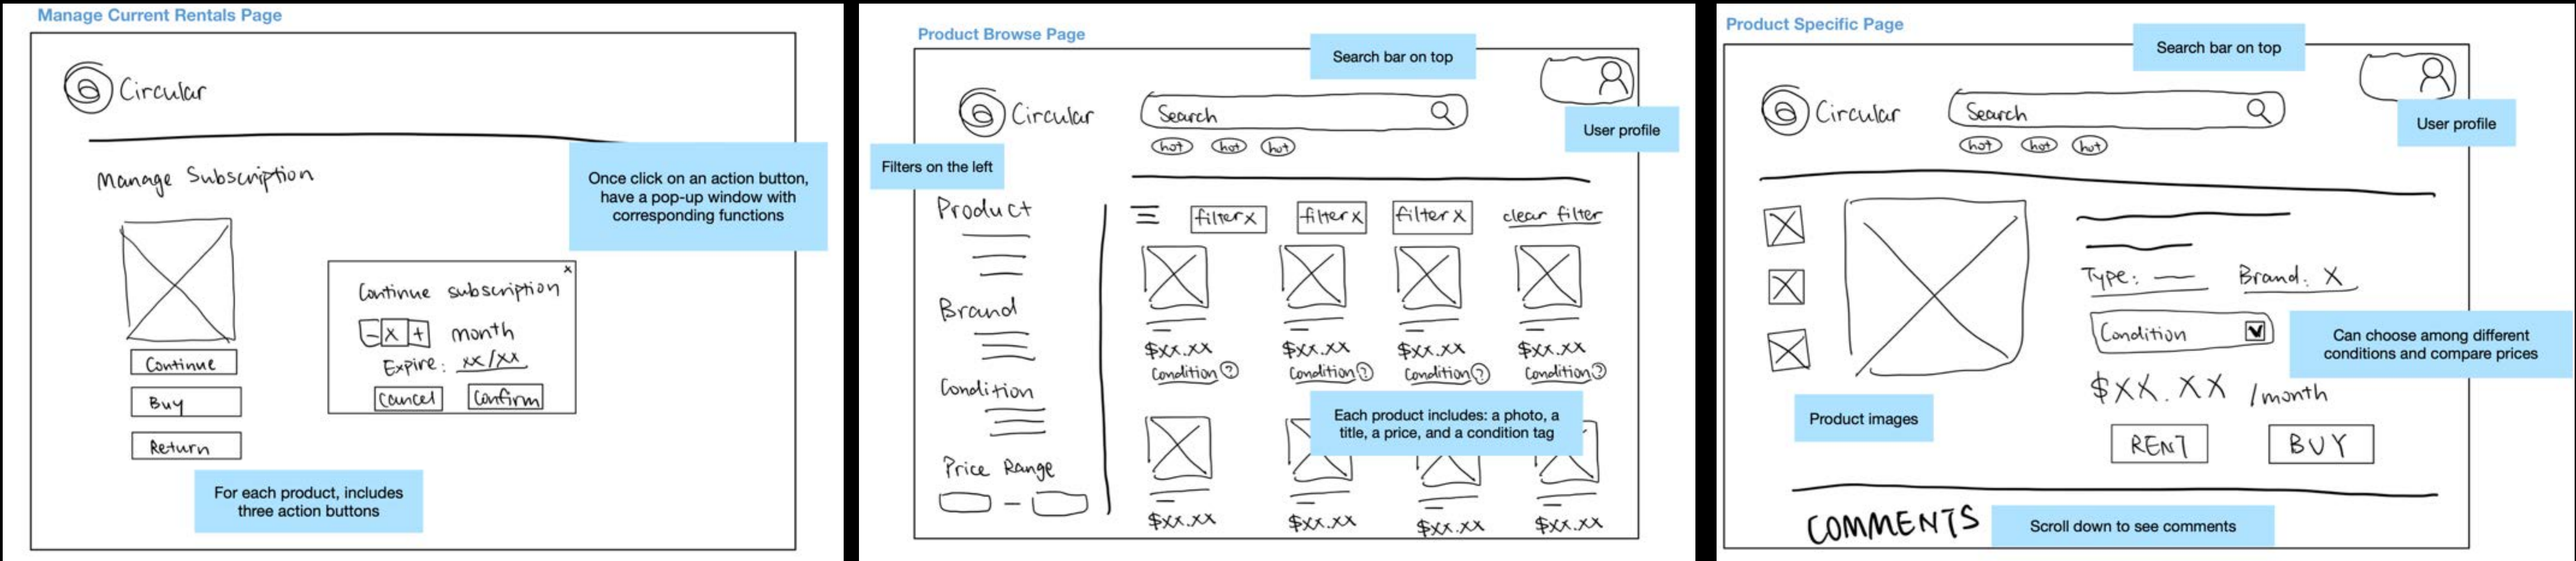 Manage Current Rentals Page
Circular
Manage Subscription
Once click on an action button,
have a pop-up window with
corresponding functions
x
Continue subscription
- x + month
Expire: xx/xx
Cancel Confirm
Continue
Buy
Return
For each product, includes
three action buttons
Product Browse Page
Search bar on top
Circular
Search
User profile
hot hot hot
Filters on the left
Product
Brand
Condition
Price Range
filter x filter x filter x clear filter
$xx.xx $xx.xx $xx.xx $xx.xx
Condition ? Condition ? Condition ? Condition ?
Each product includes: a photo, a
title, a price, and a condition tag
$xx.xx $xx.xx $xx.xx $xx.xx
Product Specific Page
Search bar on top
Circular
Search
User profile
hot hot hot
Type: Brand: X
Condition
Can choose among different
conditions and compare prices
$XX.XX /month
Product images
RENT BUY
COMMENTS
Scroll down to see comments